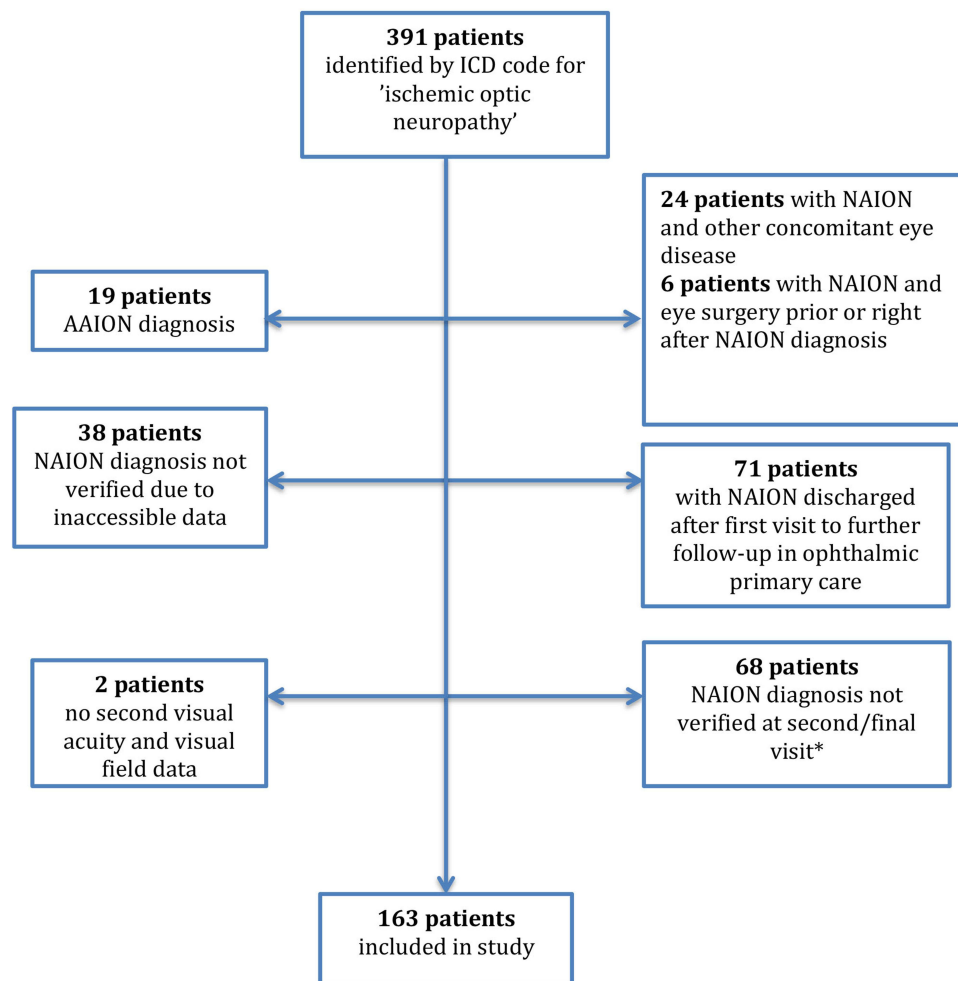 391 patients
identified by ICD code for
’ischemic optic
neuropathy’
24 patients with NAION
and other concomitant eye
disease
6 patients with NAION and
eye surgery prior or right
after NAION diagnosis
19 patients
AAION diagnosis
38 patients
NAION diagnosis not
verified due to
inaccessible data
71 patients
with NAION discharged
after first visit to further
follow-up in ophthalmic
primary care
2 patients
no second visual
acuity and visual
field data
68 patients
NAION diagnosis not
verified at second/final
visit*
163 patients
included in study